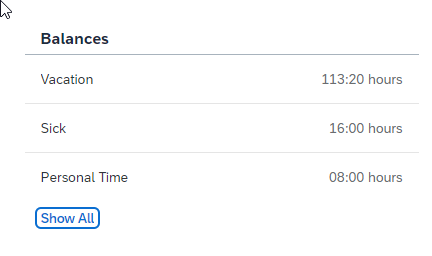 Balances
Vacation 113:20 hours
Sick 16:00 hours
Personal Time 08:00 hours
Show All